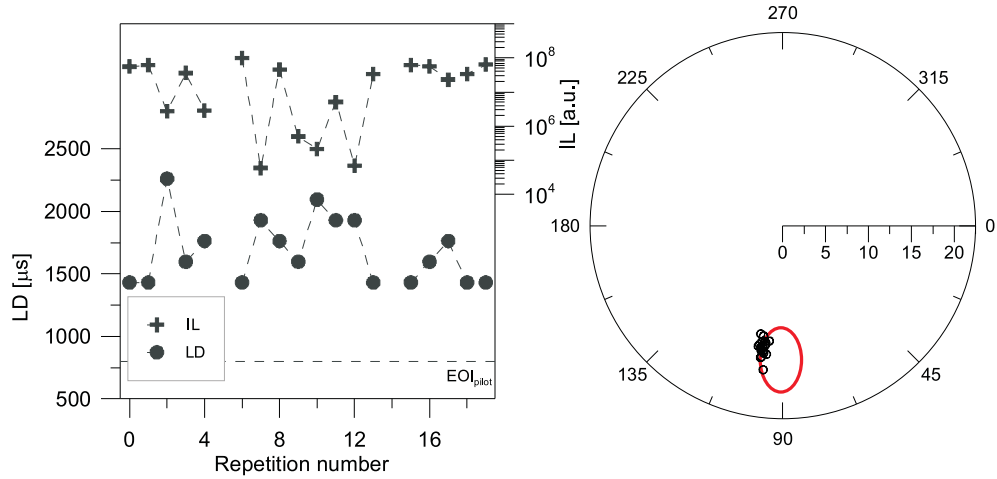 2500
2000
1500
1000
500
LD [µs]
10^8
10^6
10^4
IL [a.u.]
IL
LD
EOI_pilot
0 4 8 12 16
Repetition number
270
225 315
180 0
0 5 10 15 20
135 45
90